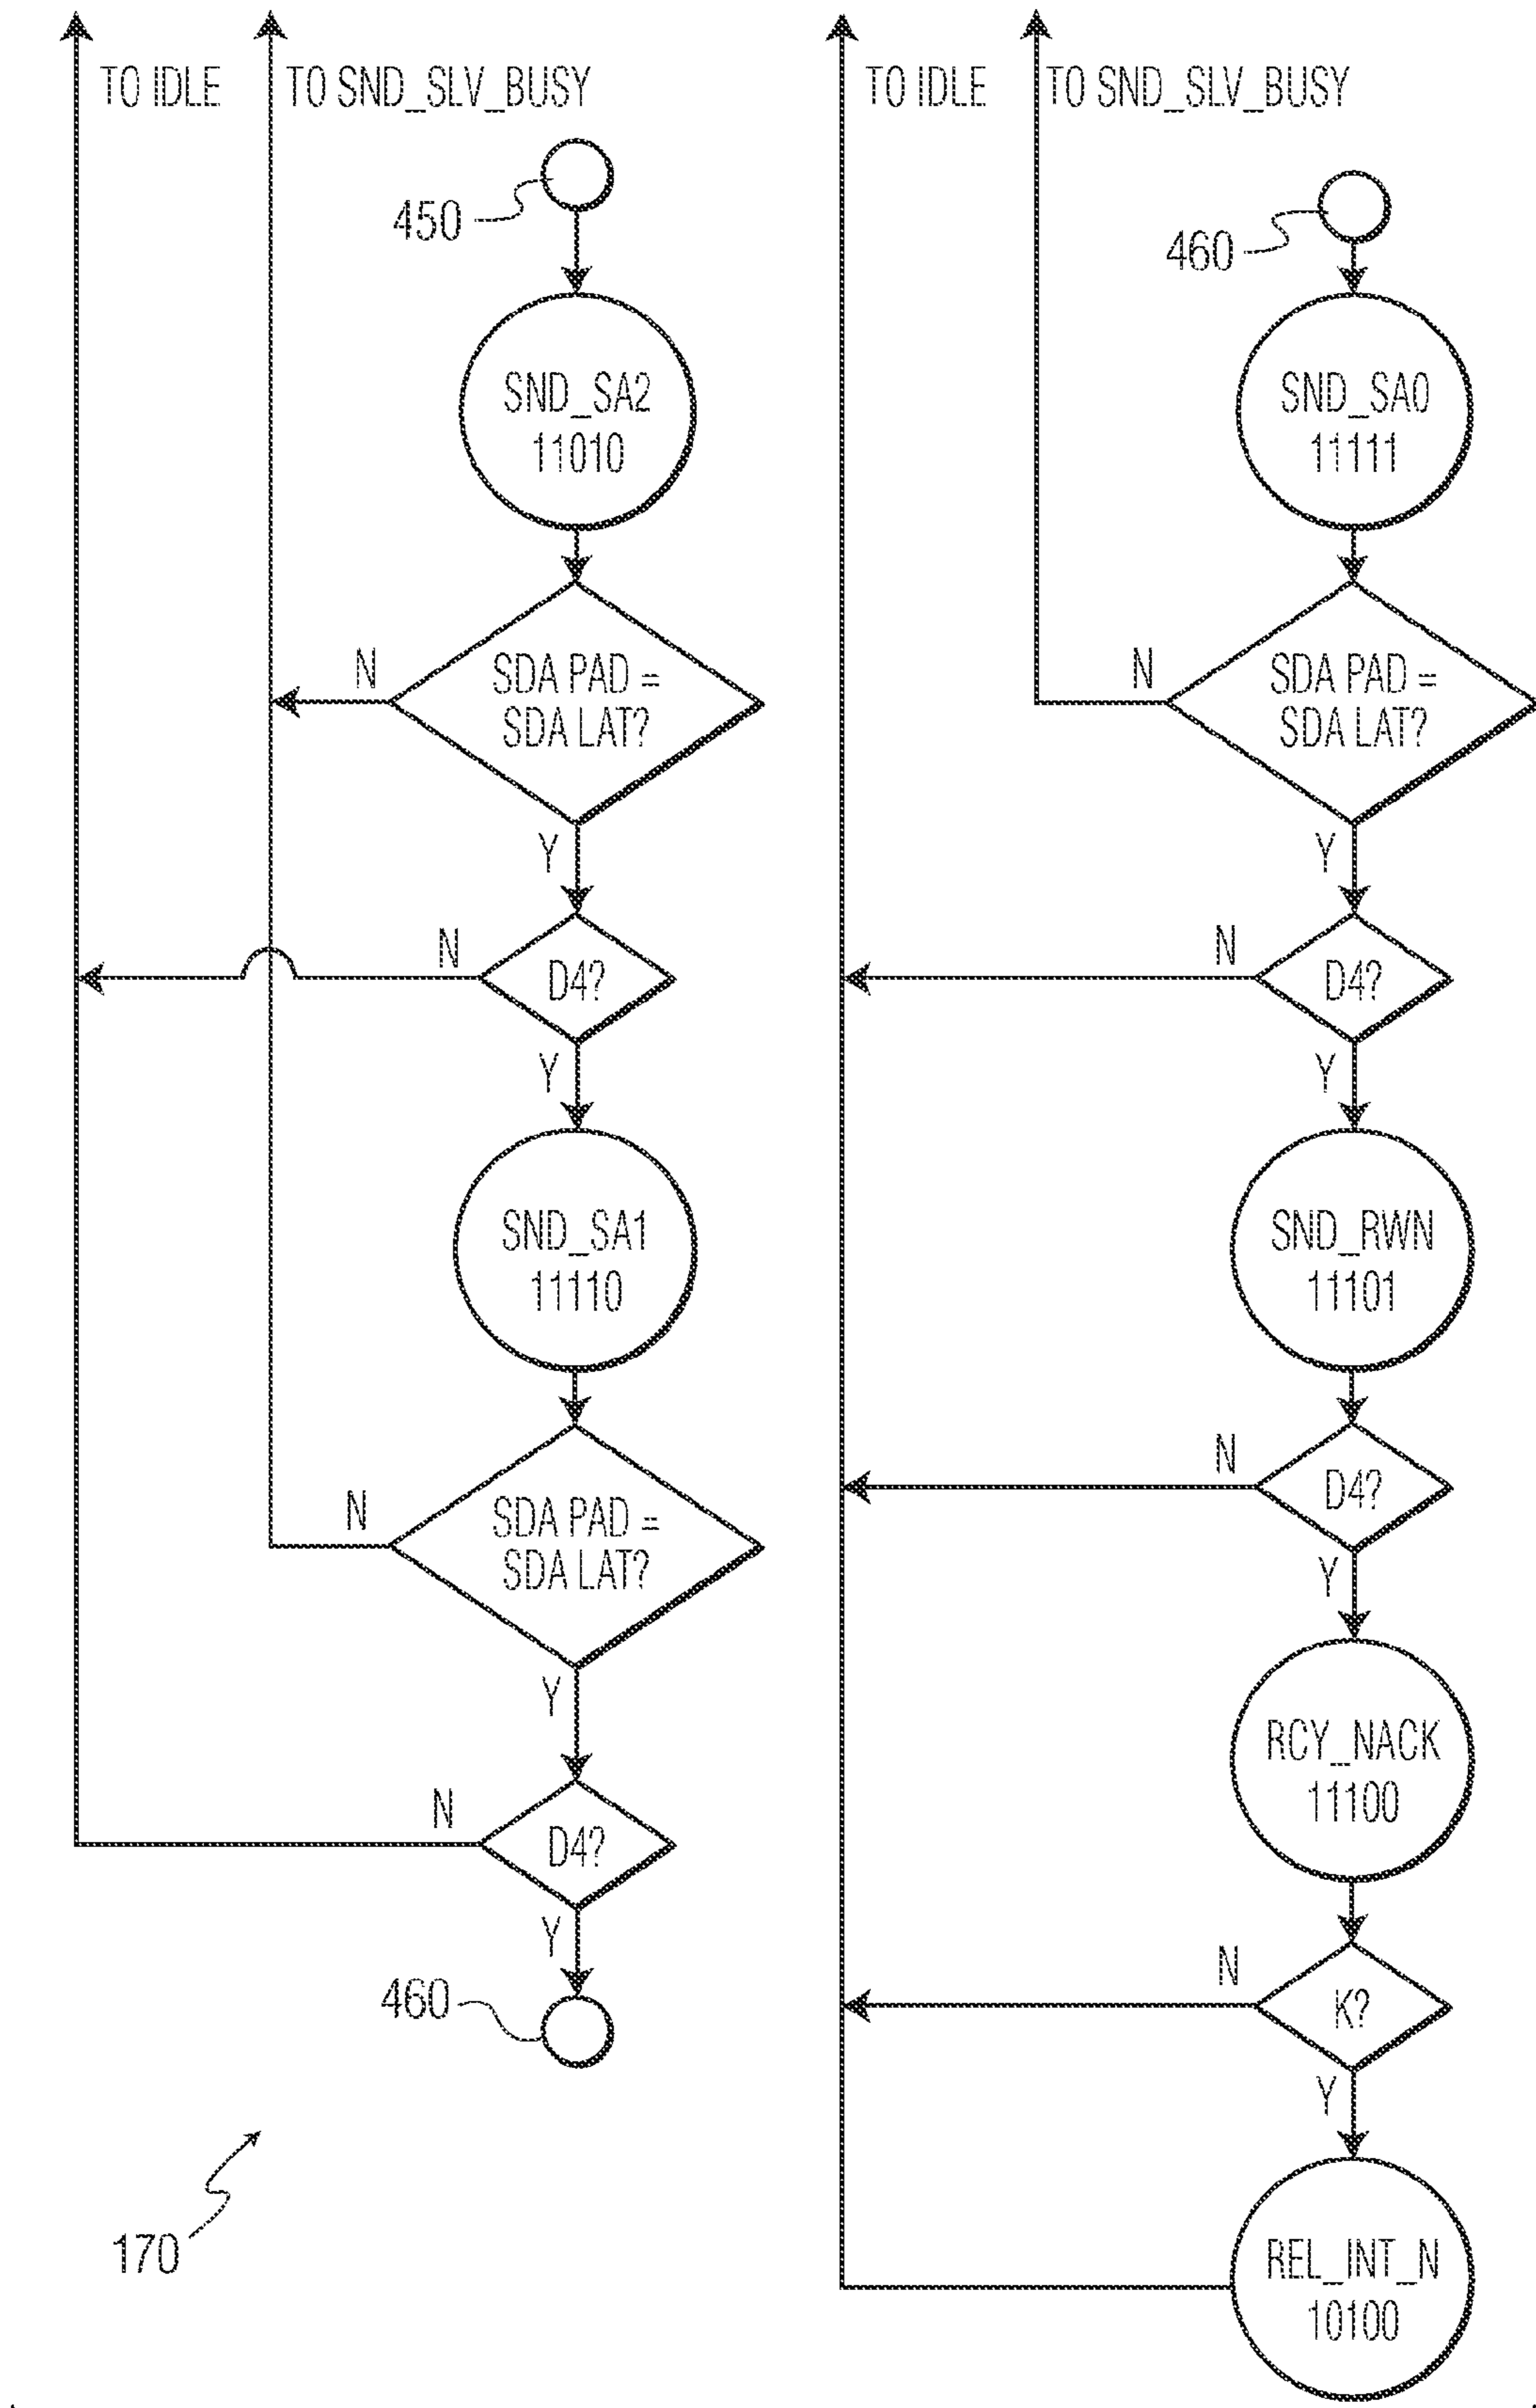 TO IDLE
TO SND_SLV_BUSY
450
SND_SA2
11010
SDA PAD =
SDA LAT?
N
Y
D4?
N
Y
SND_SA1
11110
SDA PAD =
SDA LAT?
N
Y
D4?
N
Y
460
170
TO IDLE
TO SND_SLV_BUSY
460
SND_SA0
11111
SDA PAD =
SDA LAT?
N
Y
D4?
N
Y
SND_RWN
11101
D4?
N
Y
RCY_NACK
11100
K?
N
Y
REL_INT_N
10100